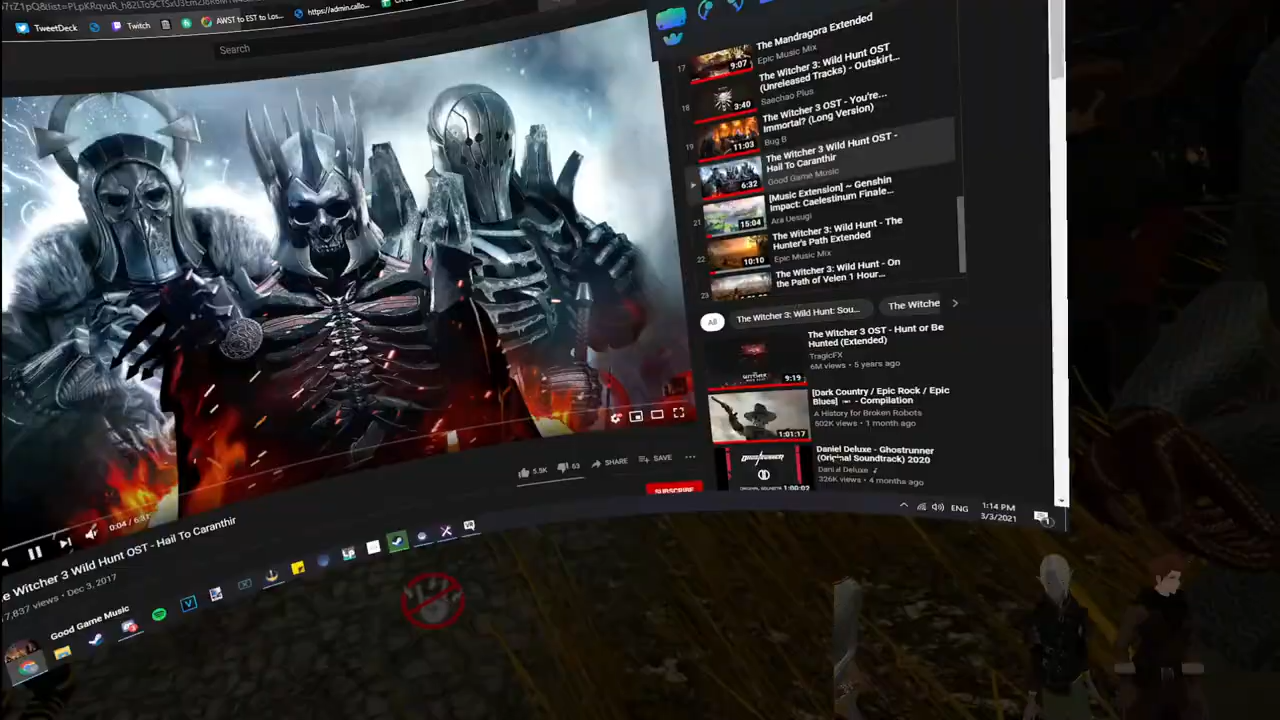 TweetDeck
Twitch
AWST to EST to Los...
https://admin.callo...
Search
17
9:07
The Mandragora Extended
Epic Music Mix
18
3:40
The Witcher 3: Wild Hunt OST
(Unreleased Tracks) - Outskirt...
Saechao Plus
19
11:03
The Witcher 3 OST - You're...
Immortal? (Long Version)
Bug B
6:32
The Witcher 3 Wild Hunt OST -
Hail To Caranthir
Good Game Music
21
15:04
[Music Extension] ~ Genshin
Impact: Caelestinum Finale...
Ara Uesugi
22
10:10
The Witcher 3: Wild Hunt - The
Hunter's Path Extended
Epic Music Mix
23
The Witcher 3: Wild Hunt - On
the Path of Velen 1 Hour...
All
The Witcher 3: Wild Hunt: Sou...
The Witche
9:19
The Witcher 3 OST - Hunt or Be
Hunted (Extended)
TragicFX
6M views • 5 years ago
1:01:17
[Dark Country / Epic Rock / Epic
Blues] - Compilation
A History for Broken Robots
502K views • 1 month ago
GHOSTRUNNER
1:00:02
Daniel Deluxe - Ghostrunner
(Original Soundtrack) 2020
Daniel Deluxe
326K views • 4 months ago
0:04 / 6:31
5.5K
63
SHARE
SAVE
SUBSCRIBE
e Witcher 3 Wild Hunt OST - Hail To Caranthir
7,837 views • Dec 3, 2017
Good Game Music
ENG
1:14 PM
3/3/2021